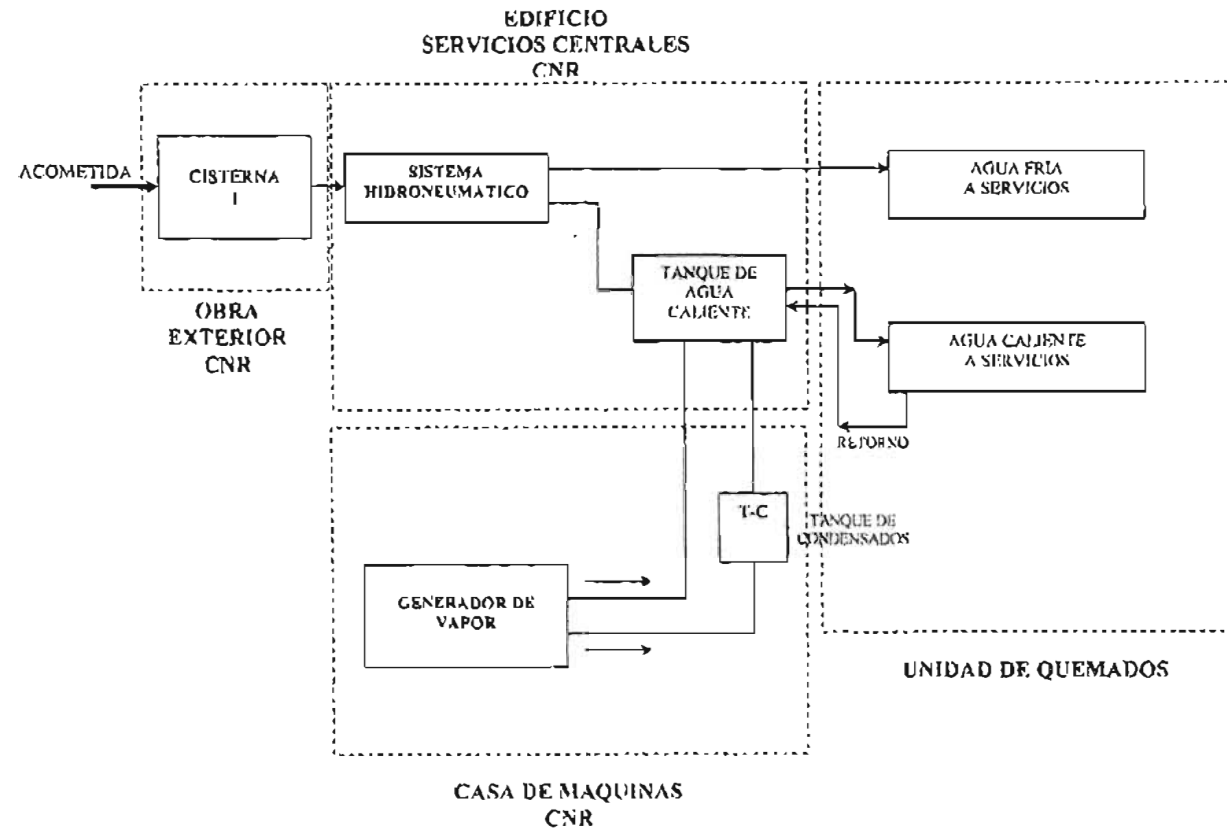 EDIFICIO
SERVICIOS CENTRALES
CNR
ACOMETIDA
CISTERNA
1
SISTEMA
HIDRONEUMATICO
AGUA FRIA
A SERVICIOS
TANQUE DE
AGUA
CALIENTE
OBRA
EXTERIOR
CNR
AGUA CALIENTE
A SERVICIOS
RETORNO
T-C
TANQUE DE
CONDENSADOS
GENERADOR DE
VAPOR
UNIDAD DE QUEMADOS
CASA DE MAQUINAS
CNR